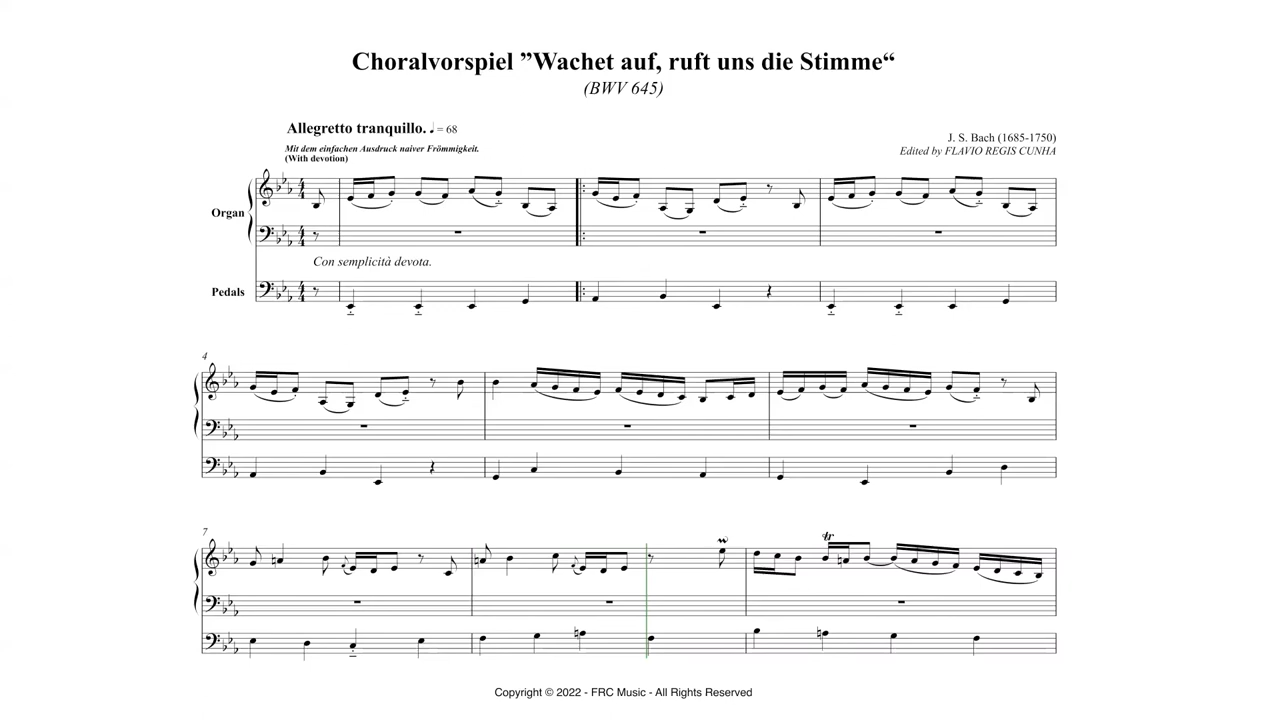 Choralvorspiel ”Wachet auf, ruft uns die Stimme“
(BWV 645)
Allegretto tranquillo. ♩ = 68
J. S. Bach (1685-1750)
Mit dem einfachen Ausdruck naiver Frömmigkeit.
Edited by FLAVIO REGIS CUNHA
(With devotion)
Organ
Con semplicità devota.
Pedals
4
7
tr
Copyright © 2022 - FRC Music - All Rights Reserved